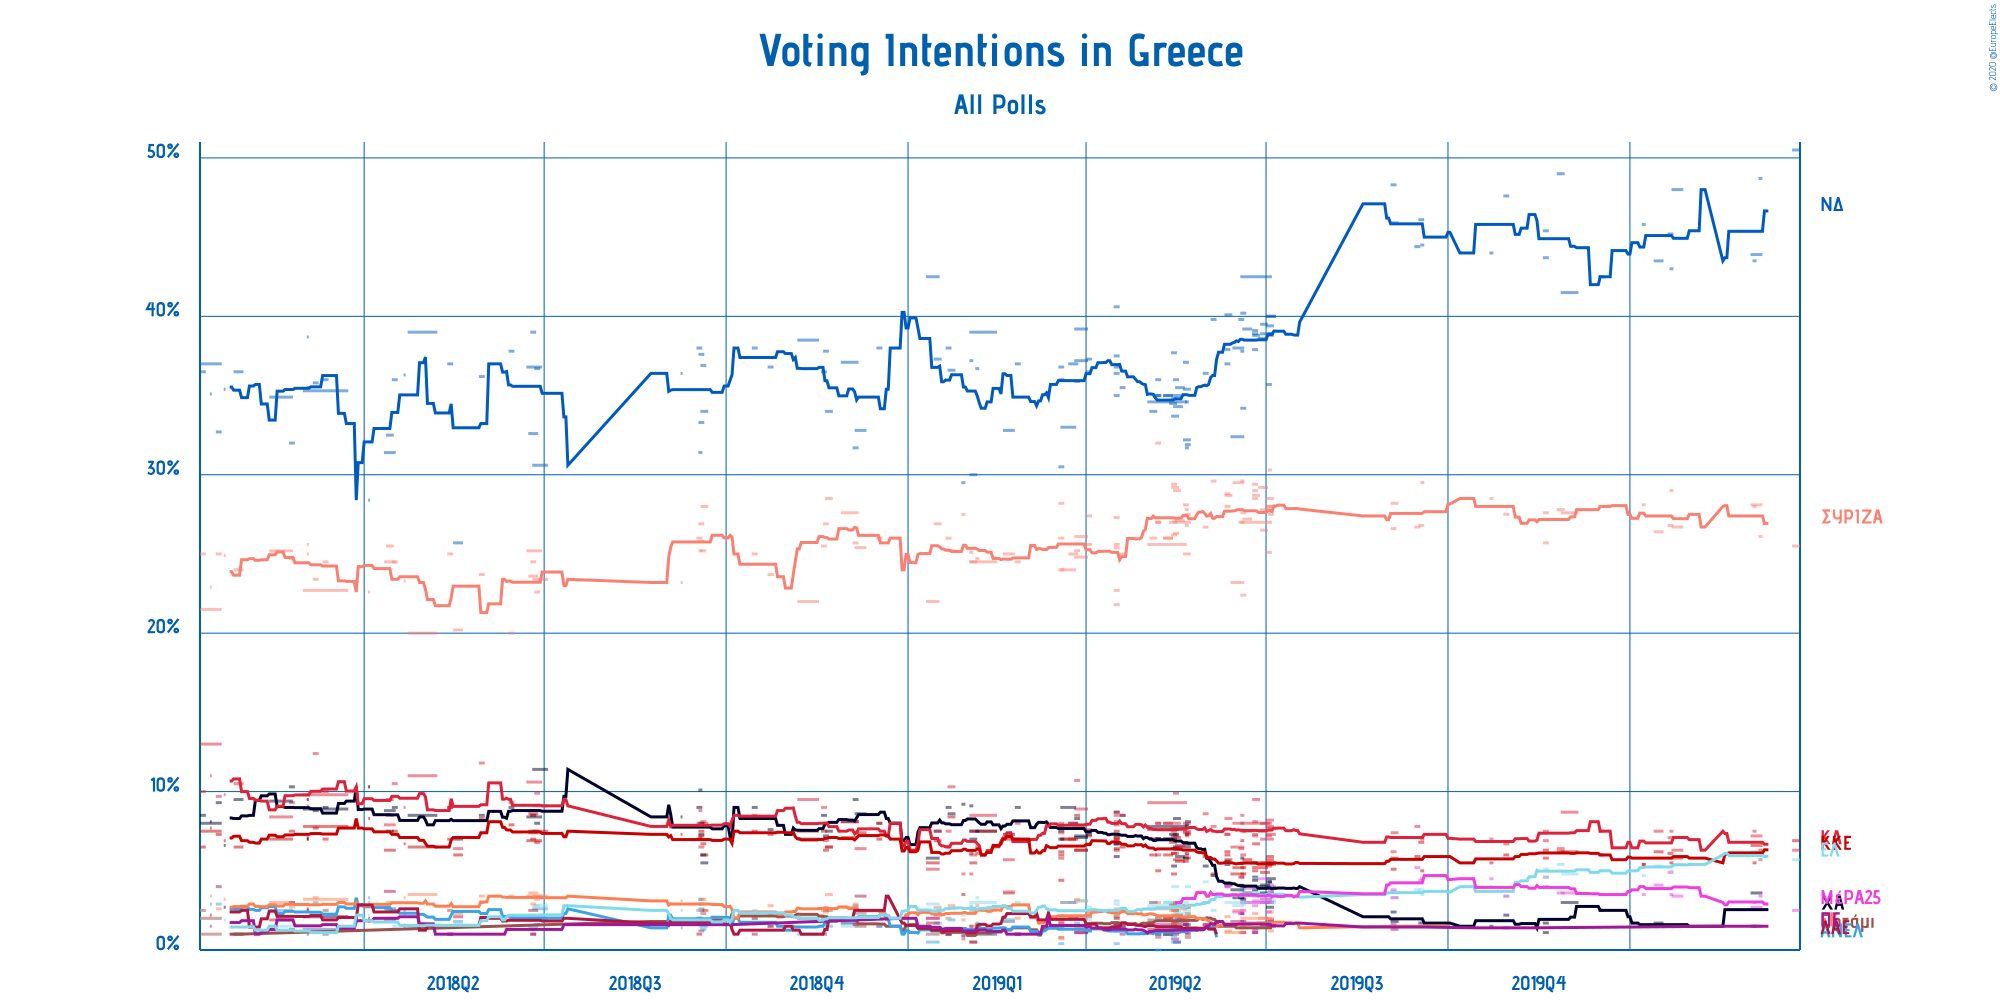 Voting Intentions in Greece
All Polls
© 2020 @EuropeElects
50%
40%
30%
20%
10%
0%
ΝΔ
ΣΥΡΙΖΑ
ΚΑ
ΚΚΕ
ΕΛ
ΜέΡΑ25
ΧΑ
ΑΝΕΛ
2018Q2
2018Q3
2018Q4
2019Q1
2019Q2
2019Q3
2019Q4